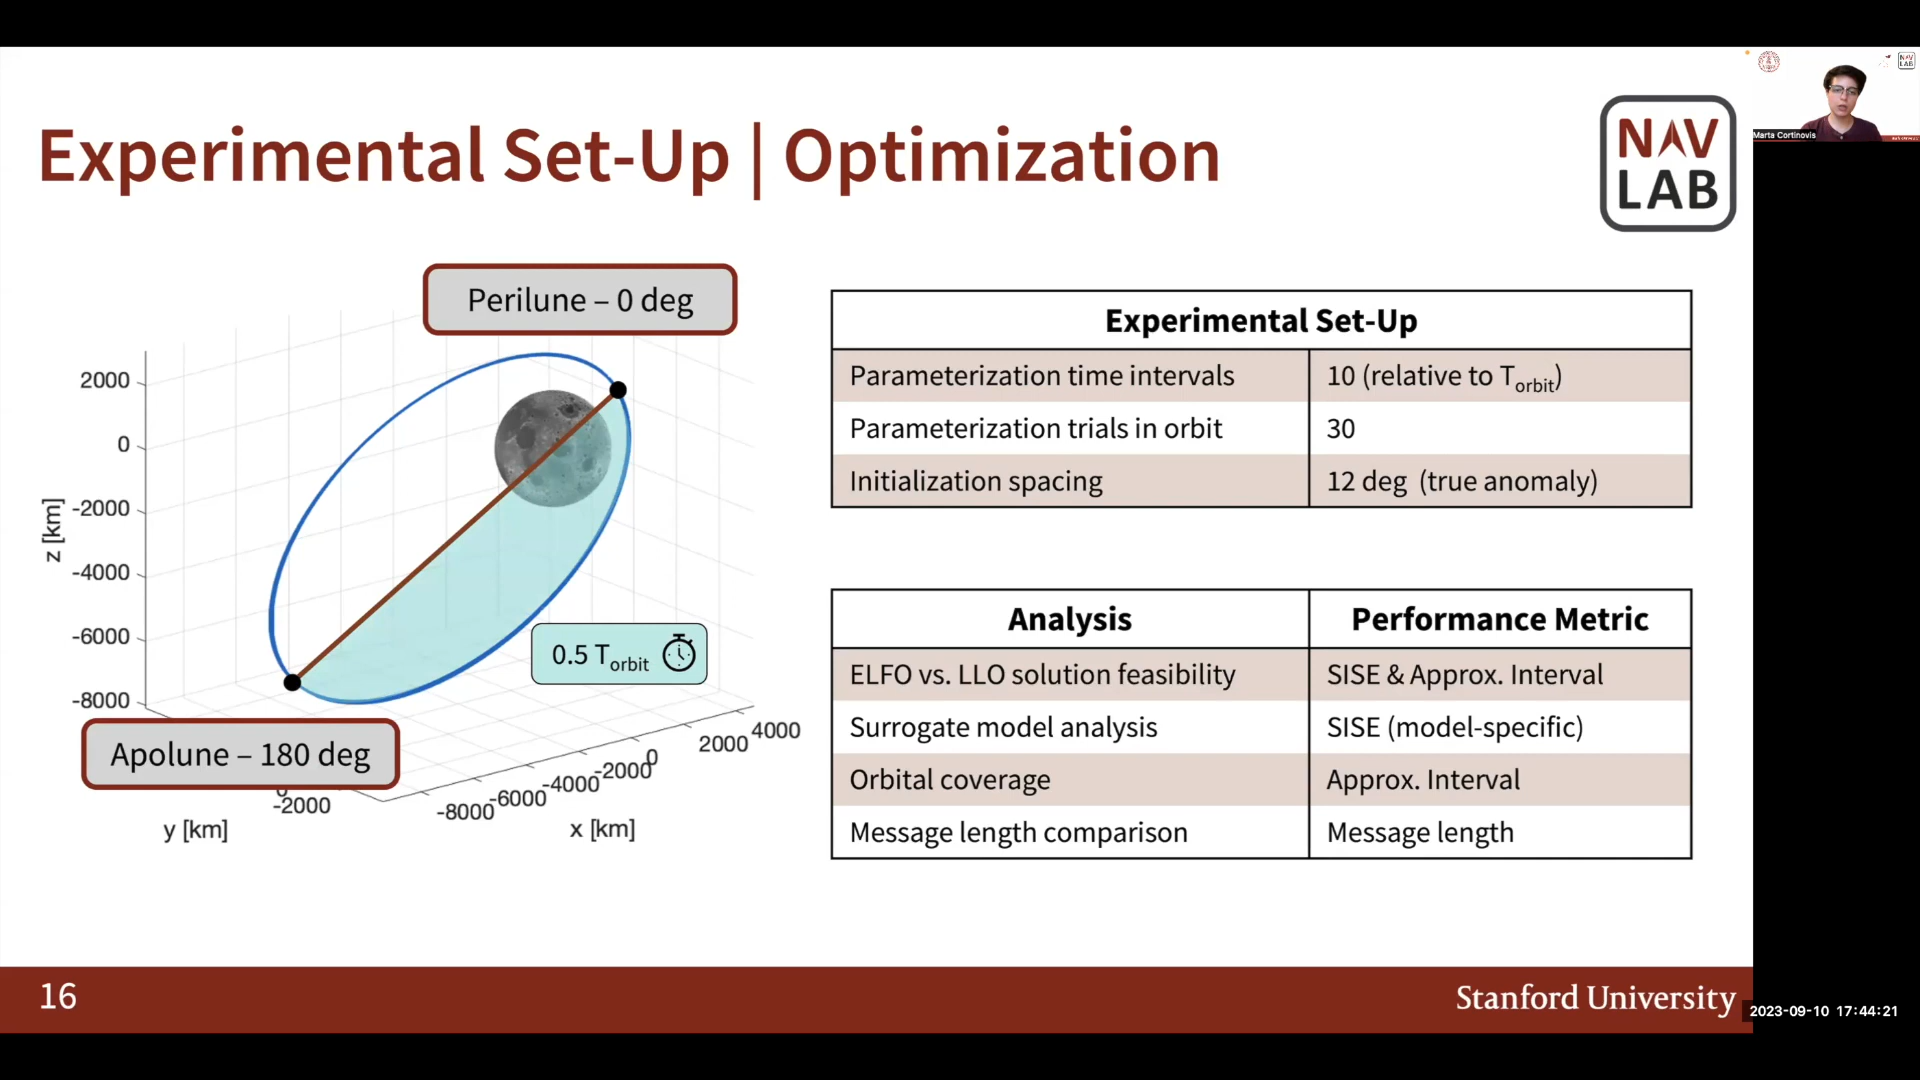 Experimental Set-Up | Optimization
NAV
LAB
Marta Cortinovis
Perilune – 0 deg
2000
0
-2000
-4000
-6000
-8000
z [km]
0.5 Torbit
Apolune – 180 deg
-2000
y [km]
-8000
-6000
-4000
-2000
0
2000
4000
x [km]
Experimental Set-Up
Parameterization time intervals 10 (relative to Torbit)
Parameterization trials in orbit 30
Initialization spacing 12 deg (true anomaly)
Analysis Performance Metric
ELFO vs. LLO solution feasibility SISE & Approx. Interval
Surrogate model analysis SISE (model-specific)
Orbital coverage Approx. Interval
Message length comparison Message length
16
Stanford University
2023-09-10 17:44:21